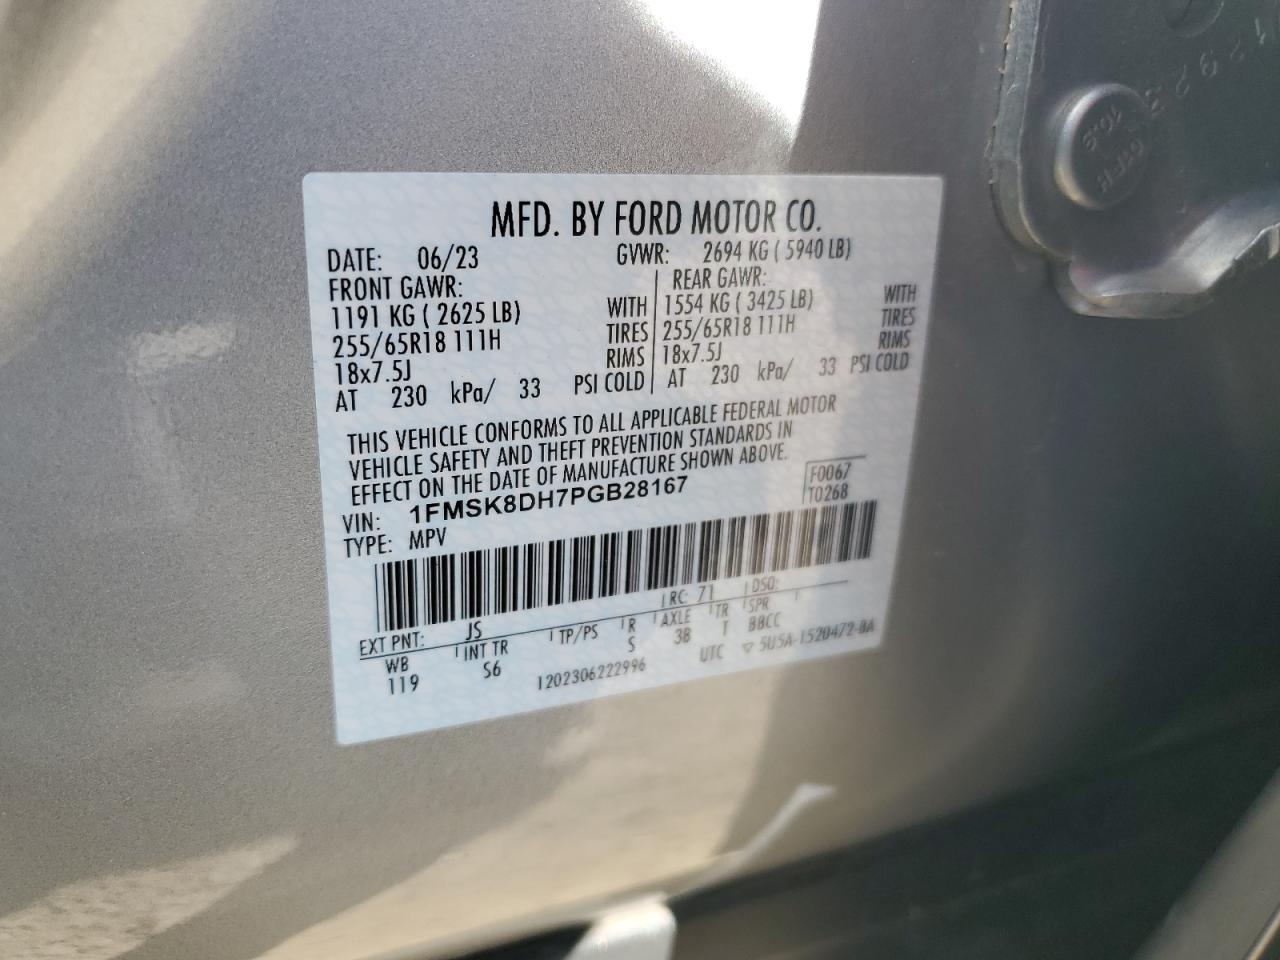 MFD. BY FORD MOTOR CO.
DATE: 06/23 GVWR: 2694 KG ( 5940 LB)
FRONT GAWR: REAR GAWR:
1191 KG ( 2625 LB) WITH 1554 KG ( 3425 LB) WITH
255/65R18 111H TIRES 255/65R18 111H TIRES
18x7.5J RIMS 18x7.5J RIMS
AT 230 kPa/ 33 PSI COLD AT 230 kPa/ 33 PSI COLD
THIS VEHICLE CONFORMS TO ALL APPLICABLE FEDERAL MOTOR
VEHICLE SAFETY AND THEFT PREVENTION STANDARDS IN
EFFECT ON THE DATE OF MANUFACTURE SHOWN ABOVE.
F0067
T0268
VIN: 1FMSK8DH7PGB28167
TYPE: MPV
EXT PNT: JS RC: 71 DSO:
WB INT TR TP/PS R AXLE TR SPR
119 S6 S 3B T BBCC
1202306222996 UTC ▽ 5U5A-1520472-BA
10.9